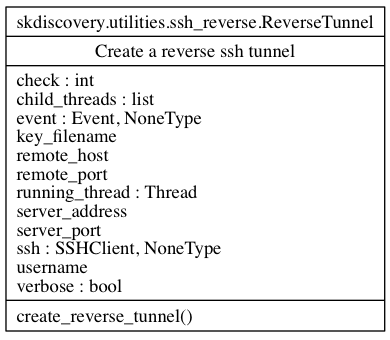 skdiscovery.utilities.ssh_reverse.ReverseTunnel
Create a reverse ssh tunnel
check : int
child_threads : list
event : Event, NoneType
key_filename
remote_host
remote_port
running_thread : Thread
server_address
server_port
ssh : SSHClient, NoneType
username
verbose : bool
create_reverse_tunnel()